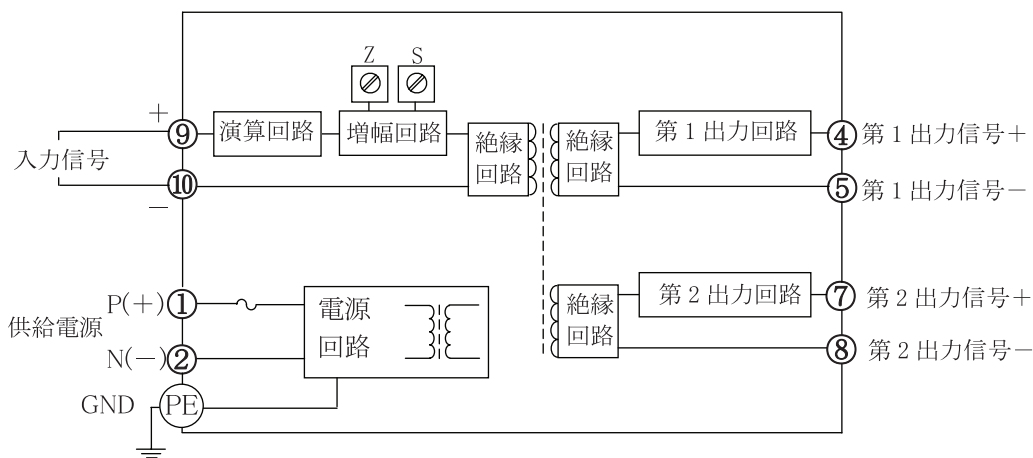 Z
S
+
⑨
演算回路
増幅回路
絶縁
回路
絶縁
回路
第1出力回路
④
第1出力信号+
入力信号
⑩
−
⑤
第1出力信号−
P(+)
①
供給電源
N(−)
②
電源
回路
絶縁
回路
第2出力回路
⑦
第2出力信号+
⑧
第2出力信号−
GND
PE